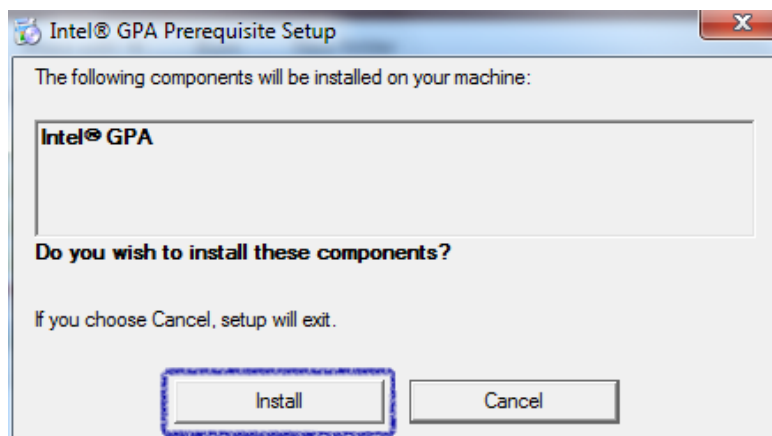 Intel® GPA Prerequisite Setup
The following components will be installed on your machine:
Intel® GPA
Do you wish to install these components?
If you choose Cancel, setup will exit.
Install
Cancel